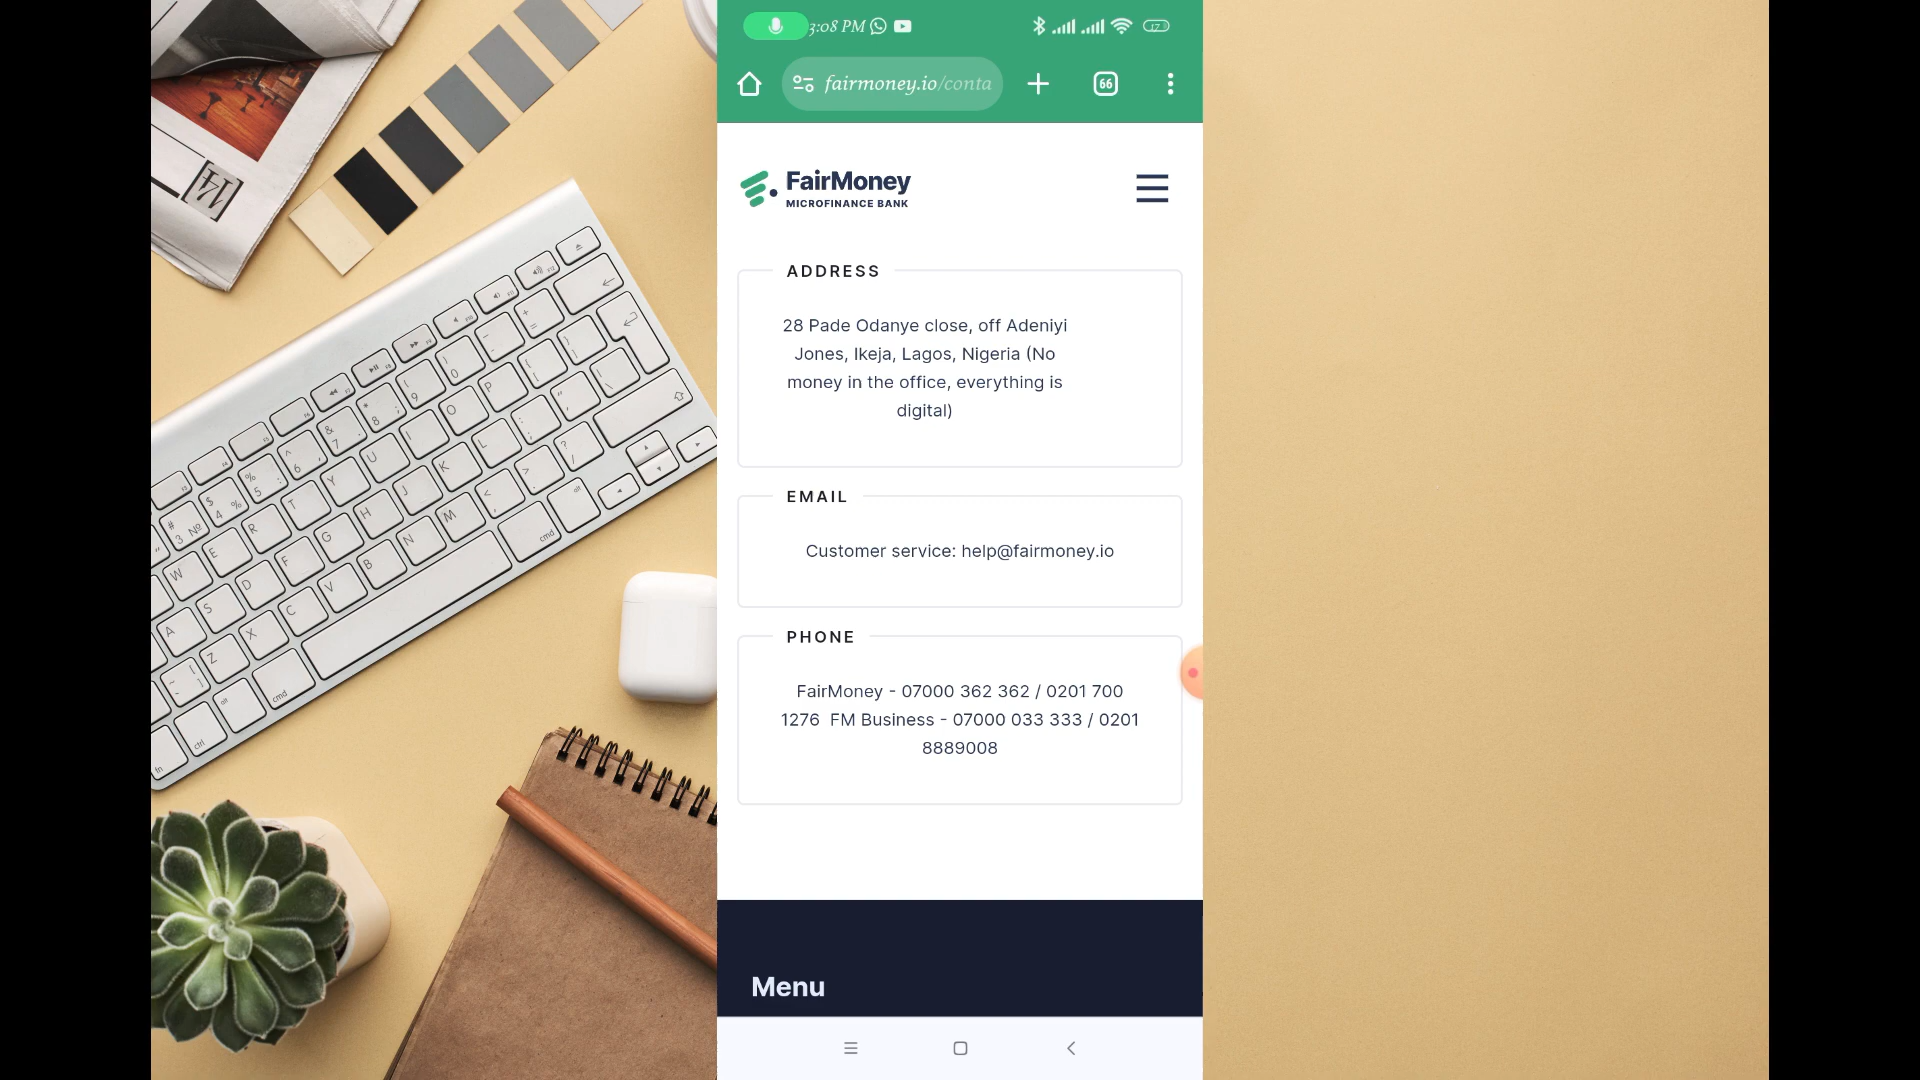 3:08 PM
17
fairmoney.io/conta
66
FairMoney
MICROFINANCE BANK
ADDRESS
28 Pade Odanye close, off Adeniyi
Jones, Ikeja, Lagos, Nigeria (No
money in the office, everything is
digital)
EMAIL
Customer service: help@fairmoney.io
PHONE
FairMoney - 07000 362 362 / 0201 700
1276 FM Business - 07000 033 333 / 0201
8889008
Menu